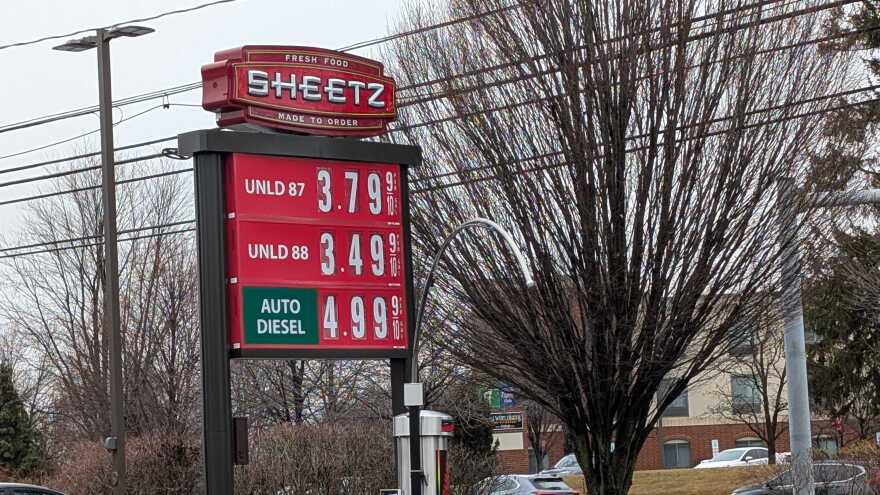 FRESH FOOD
SHEETZ
MADE TO ORDER
UNLD 87 3.79 9/10
UNLD 88 3.49 9/10
AUTO DIESEL 4.99 9/10